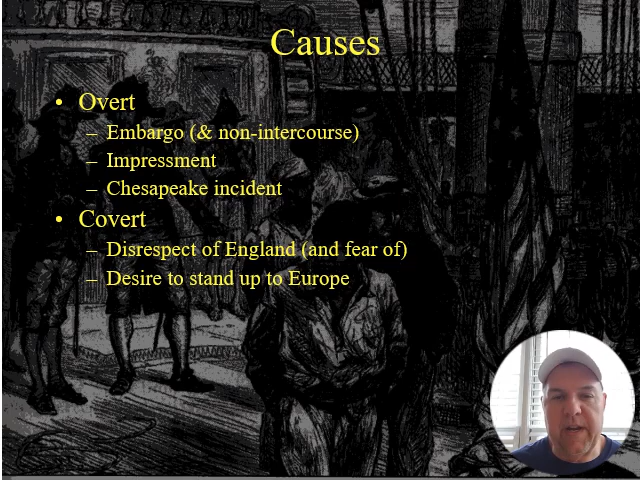 Causes
• Overt
– Embargo (& non-intercourse)
– Impressment
– Chesapeake incident
• Covert
– Disrespect of England (and fear of)
– Desire to stand up to Europe